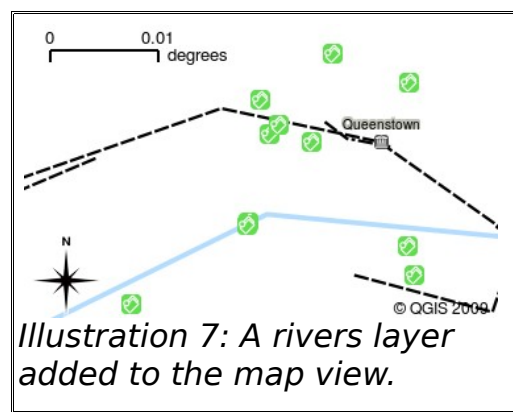 0 0.01
degrees
Queenstown
N
© QGIS 2009
Illustration 7: A rivers layer
added to the map view.